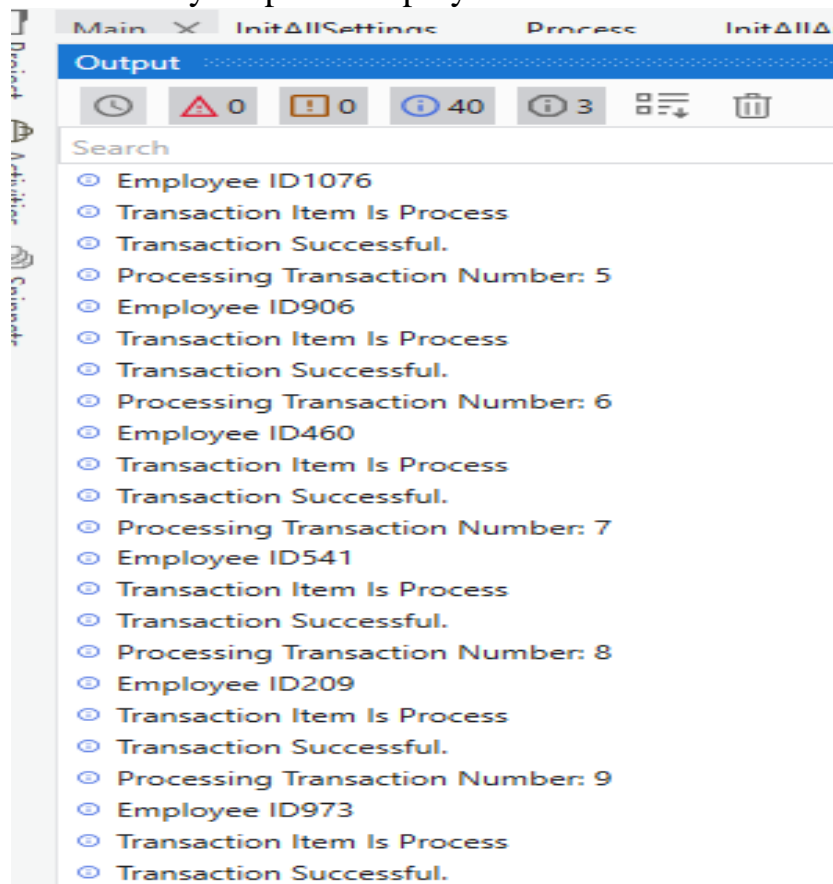 Main InitAllSettings Process InitAllA
Output
0 0 40 3
Search
Employee ID1076
Transaction Item Is Process
Transaction Successful.
Processing Transaction Number: 5
Employee ID906
Transaction Item Is Process
Transaction Successful.
Processing Transaction Number: 6
Employee ID460
Transaction Item Is Process
Transaction Successful.
Processing Transaction Number: 7
Employee ID541
Transaction Item Is Process
Transaction Successful.
Processing Transaction Number: 8
Employee ID209
Transaction Item Is Process
Transaction Successful.
Processing Transaction Number: 9
Employee ID973
Transaction Item Is Process
Transaction Successful.
Project
Activities
Snippets